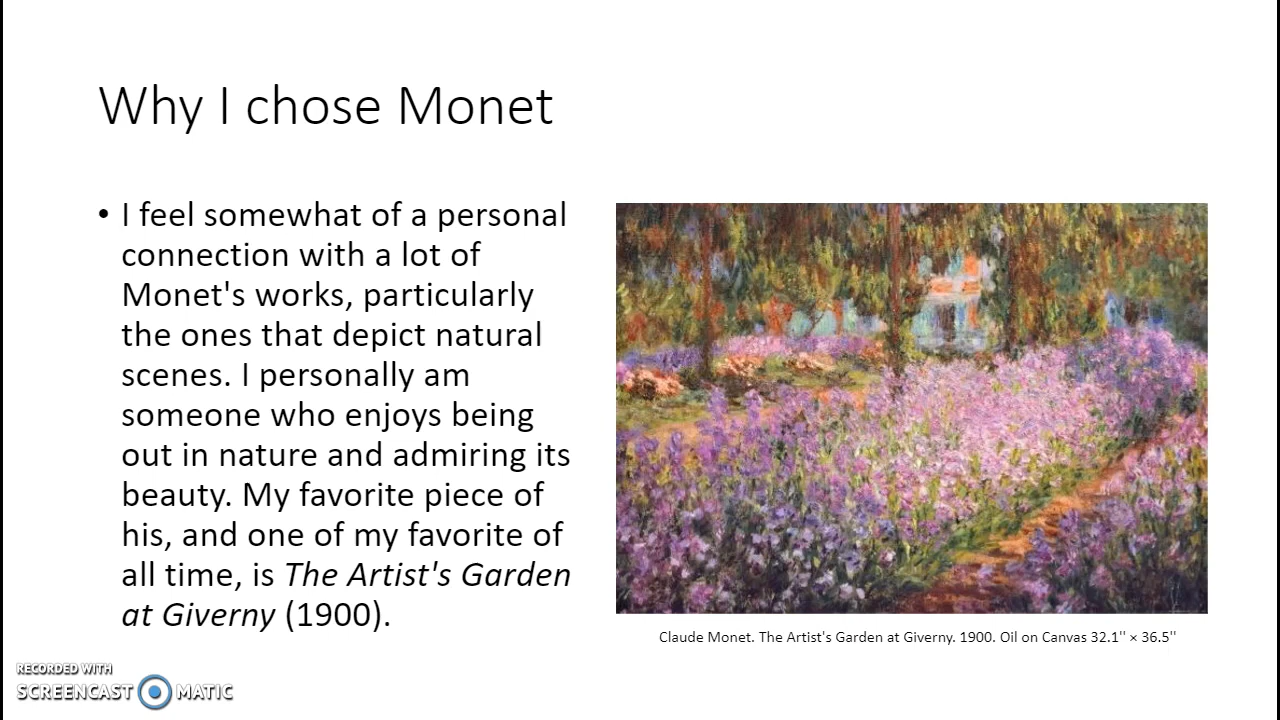 Why I chose Monet
• I feel somewhat of a personal
connection with a lot of
Monet's works, particularly
the ones that depict natural
scenes. I personally am
someone who enjoys being
out in nature and admiring its
beauty. My favorite piece of
his, and one of my favorite of
all time, is The Artist's Garden
at Giverny (1900).
Claude Monet. The Artist's Garden at Giverny. 1900. Oil on Canvas 32.1'' × 36.5''
RECORDED WITH
SCREENCAST MATIC